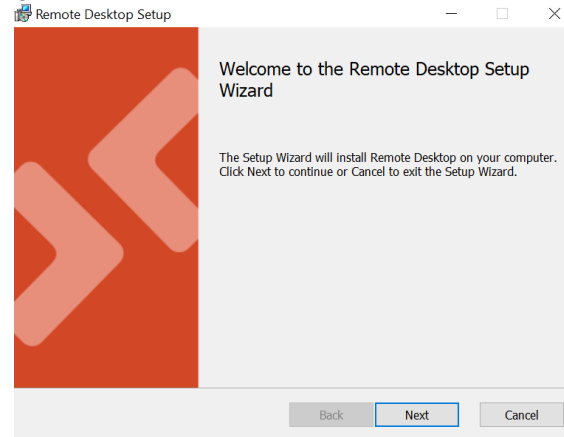 Remote Desktop Setup
Welcome to the Remote Desktop Setup
Wizard
The Setup Wizard will install Remote Desktop on your computer.
Click Next to continue or Cancel to exit the Setup Wizard.
Back
Next
Cancel